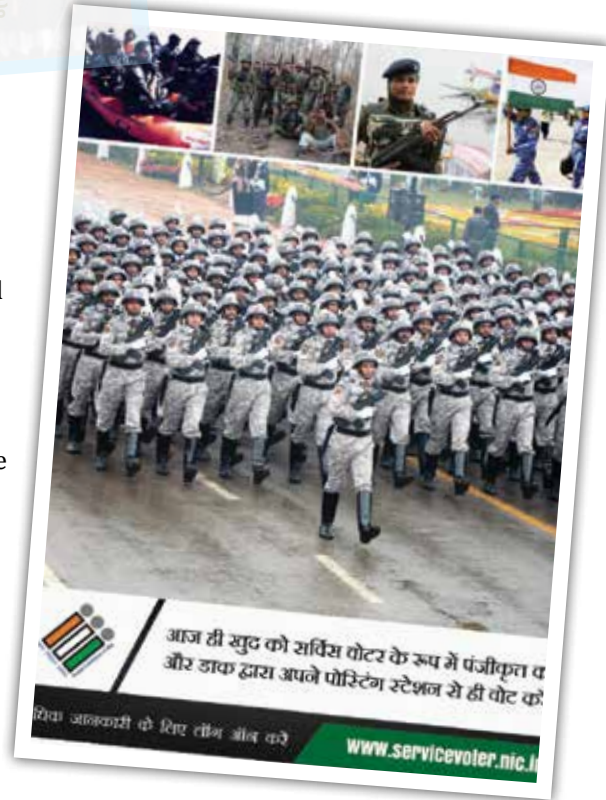 आज ही खुद को सर्विस वोटर के रूप में पंजीकृत क
और डाक द्वारा अपने पोस्टिंग स्टेशन से ही वोट
धिक जानकारी के लिए लॉग ऑन करें
www.servicevoter.nic.i